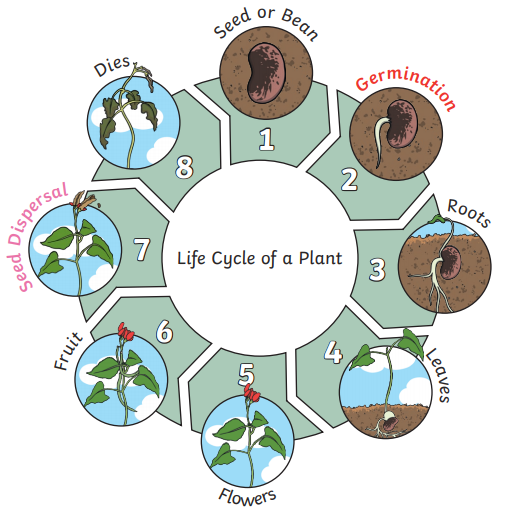 Seed or Bean
1
Germination
2
Roots
3
Leaves
4
Flowers
5
Fruit
6
Seed Dispersal
7
Dies
8
Life Cycle of a Plant